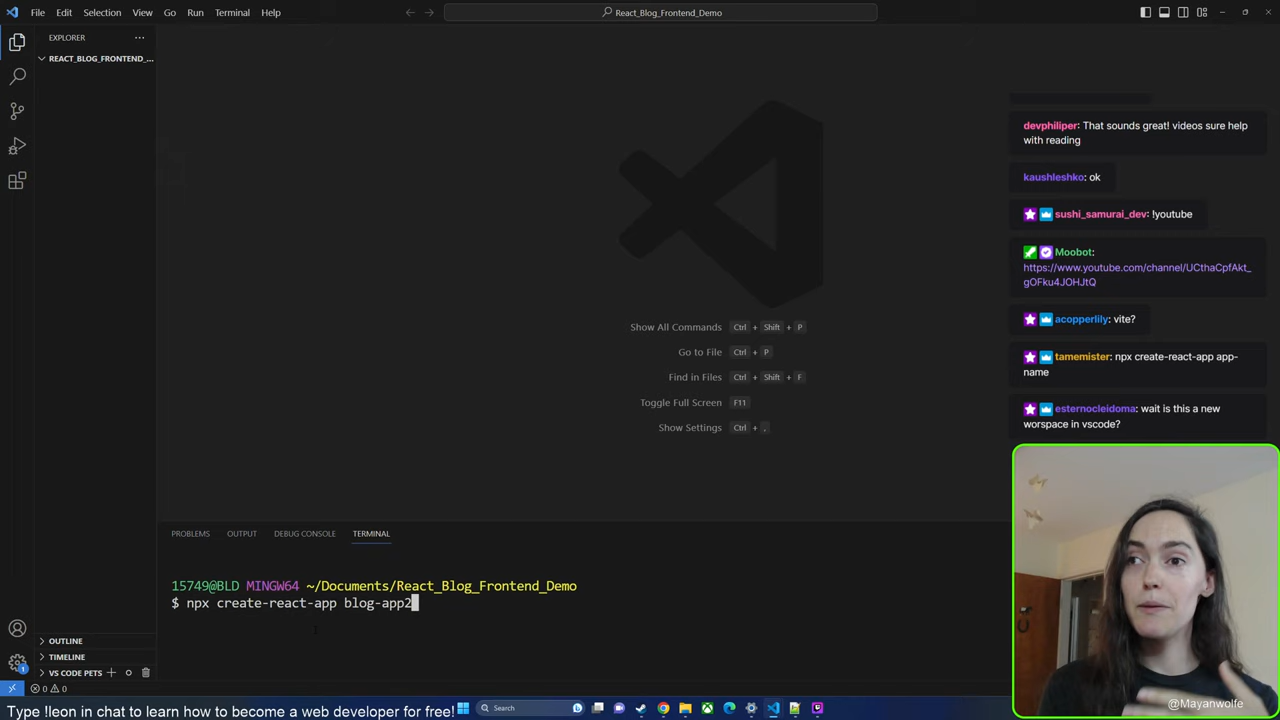 File Edit Selection View Go Run Terminal Help
React_Blog_Frontend_Demo
EXPLORER
REACT_BLOG_FRONTEND_...
Show All Commands Ctrl + Shift + P
Go to File Ctrl + P
Find in Files Ctrl + Shift + F
Toggle Full Screen F11
Show Settings Ctrl + ,
PROBLEMS OUTPUT DEBUG CONSOLE TERMINAL
15749@BLD MINGW64 ~/Documents/React_Blog_Frontend_Demo
$ npx create-react-app blog-app2
OUTLINE
TIMELINE
VS CODE PETS
1
0 0
devphiliper: That sounds great! videos sure help
with reading
kaushleshko: ok
sushi_samurai_dev: !youtube
Moobot:
https://www.youtube.com/channel/UCthaCpfAkt_
gOFku4JOHJtQ
acopperlily: vite?
tamemister: npx create-react-app app-
name
esternocleidoma: wait is this a new
worspace in vscode?
@Mayanwolfe
Type !leon in chat to learn how to become a web developer for free!
Search